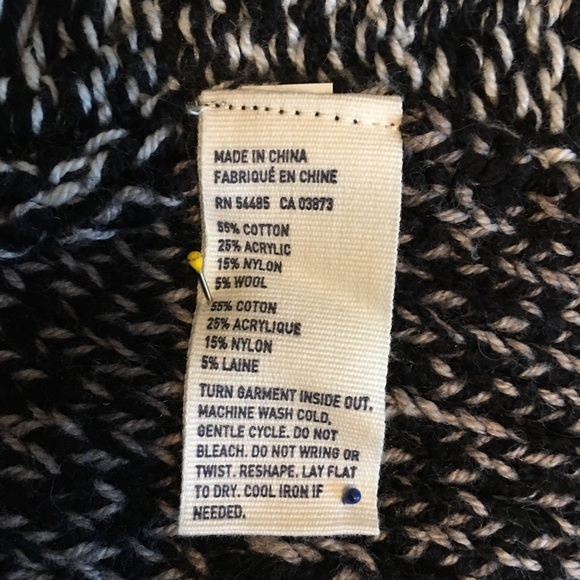 MADE IN CHINA
FABRIQUÉ EN CHINE
RN 54485 CA 03873
55% COTTON
25% ACRYLIC
15% NYLON
5% WOOL
55% COTON
25% ACRYLIQUE
15% NYLON
5% LAINE
TURN GARMENT INSIDE OUT.
MACHINE WASH COLD,
GENTLE CYCLE. DO NOT
BLEACH. DO NOT WRING OR
TWIST. RESHAPE. LAY FLAT
TO DRY. COOL IRON IF
NEEDED.